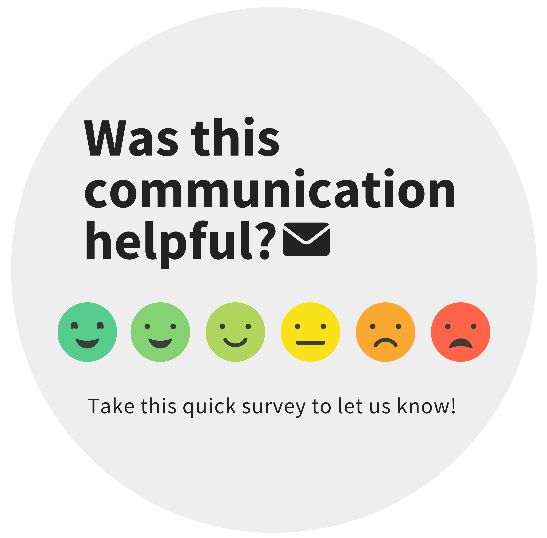 Was this
communication
helpful?
Take this quick survey to let us know!